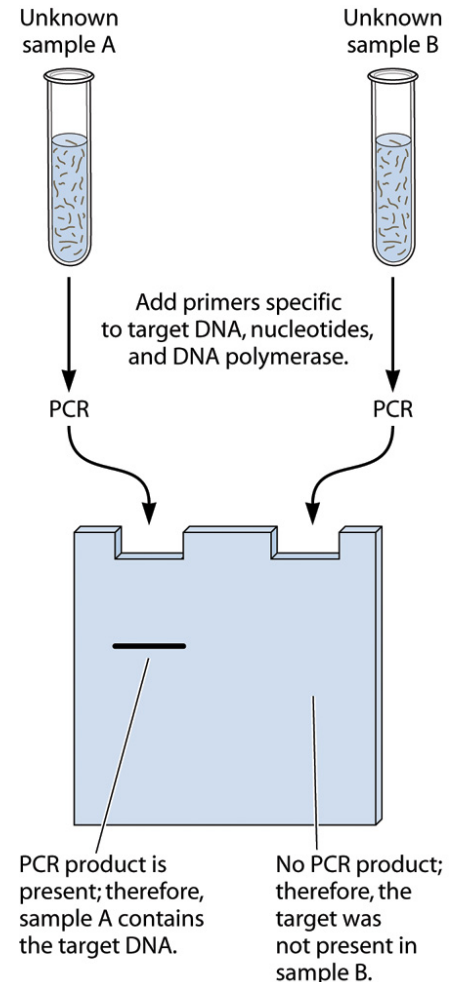 Unknown
sample A
Unknown
sample B
Add primers specific
to target DNA, nucleotides,
and DNA polymerase.
PCR
PCR
PCR product is
present; therefore,
sample A contains
the target DNA.
No PCR product;
therefore, the
target was
not present in
sample B.